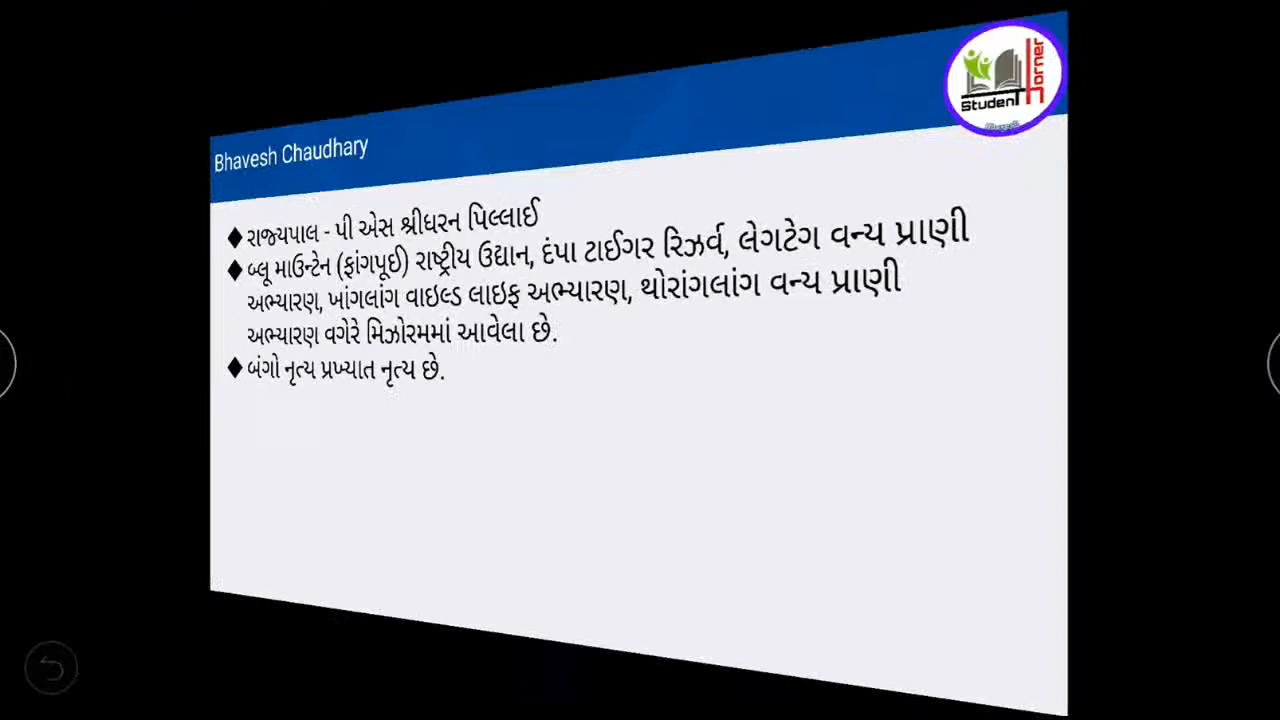 Bhavesh Chaudhary
Student Corner
♦રાજ્યપાલ - પી એસ શ્રીધરન પિલ્લાઈ
♦બ્લૂ માઉન્ટેન (ફાંગપૂઈ) રાષ્ટ્રીય ઉદ્યાન, દંપા ટાઈગર રિઝર્વ, લેગટેગ વન્ય પ્રાણી
અભ્યારણ, ખાંગલાંગ વાઇલ્ડ લાઇફ અભ્યારણ, થોરાંગલાંગ વન્ય પ્રાણી
અભ્યારણ વગેરે મિઝોરમમાં આવેલા છે.
♦બંગો નૃત્ય પ્રખ્યાત નૃત્ય છે.